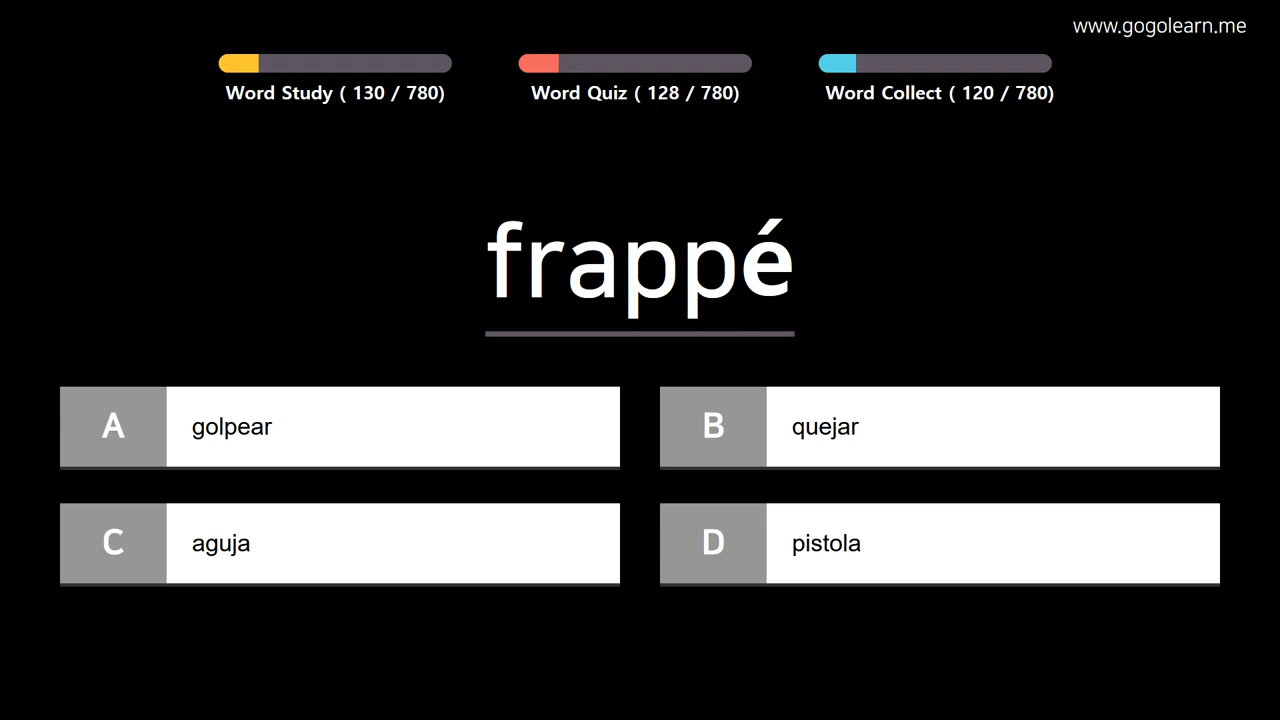 www.gogolearn.me
Word Study ( 130 / 780)
Word Quiz ( 128 / 780)
Word Collect ( 120 / 780)
frappé
A golpear
B quejar
C aguja
D pistola